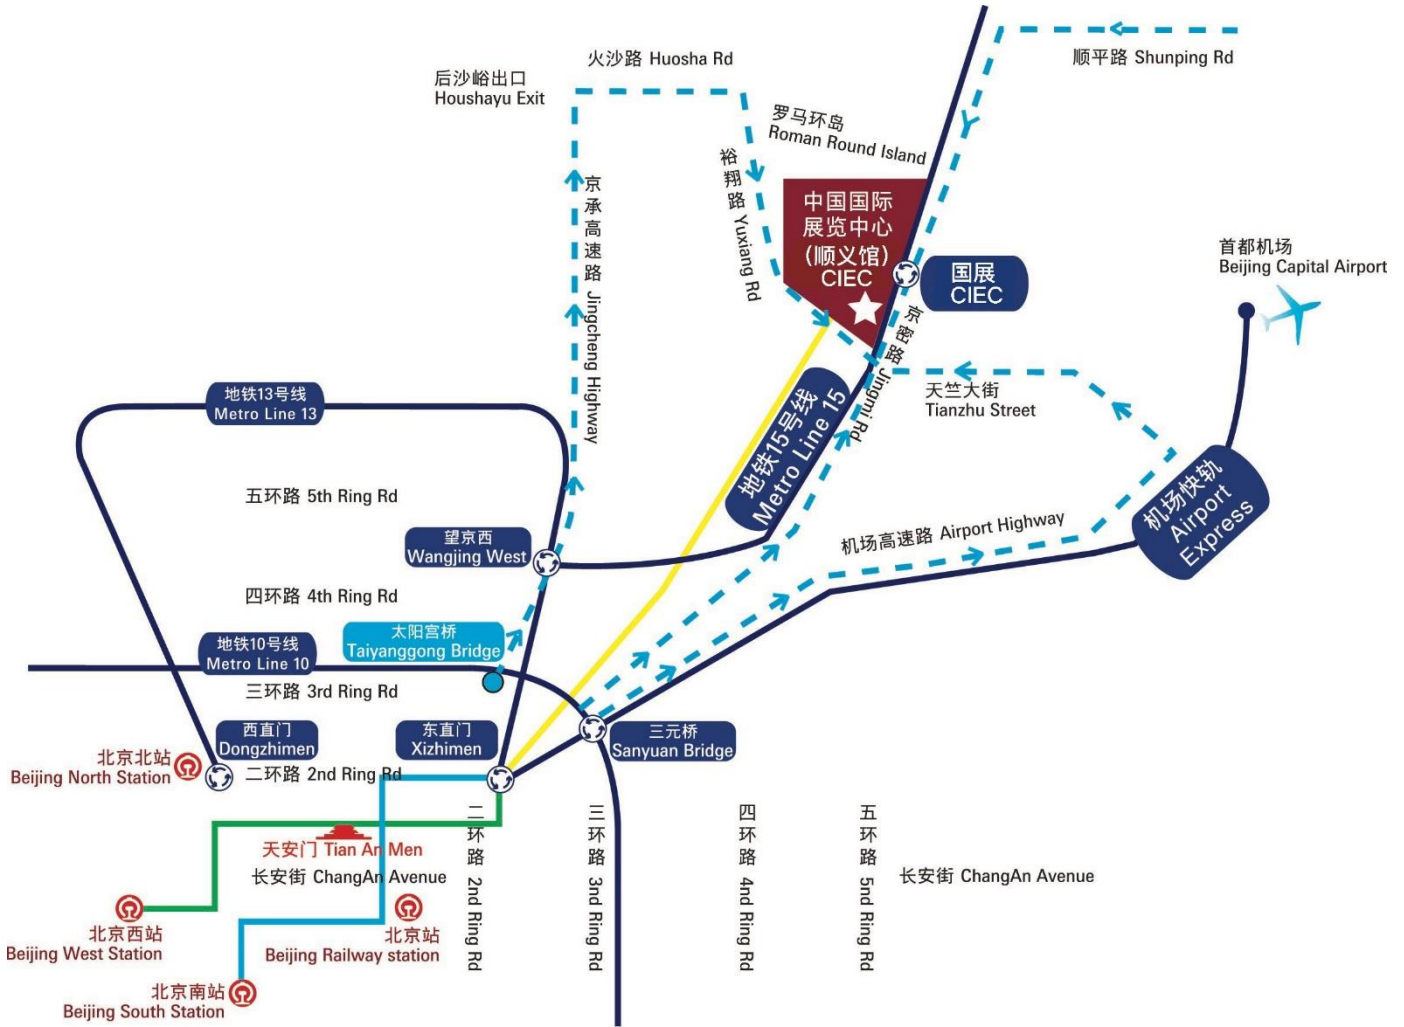 火沙路 Huosha Rd
顺平路 Shunping Rd
后沙峪出口
Houshayu Exit
罗马环岛
Roman Round Island
裕翔路 Yuxiang Rd
京承高速路 Jingcheng Highway
中国国际
展览中心
(顺义馆)
CIEC
国展
CIEC
首都机场
Beijing Capital Airport
京密路 Jingmi Rd
天竺大街
Tianzhu Street
地铁13号线
Metro Line 13
地铁15号线
Metro Line 15
五环路 5th Ring Rd
机场快轨
Airport
Express
机场高速路 Airport Highway
望京西
Wangjing West
四环路 4th Ring Rd
太阳宫桥
Taiyanggong Bridge
地铁10号线
Metro Line 10
三环路 3rd Ring Rd
西直门
Dongzhimen
东直门
Xizhimen
三元桥
Sanyuan Bridge
北京北站
Beijing North Station
二环路 2nd Ring Rd
天安门 Tian An Men
长安街 ChangAn Avenue
二环路 2nd Ring Rd
三环路 3nd Ring Rd
四环路 4nd Ring Rd
五环路 5nd Ring Rd
长安街 ChangAn Avenue
北京西站
Beijing West Station
北京站
Beijing Railway station
北京南站
Beijing South Station